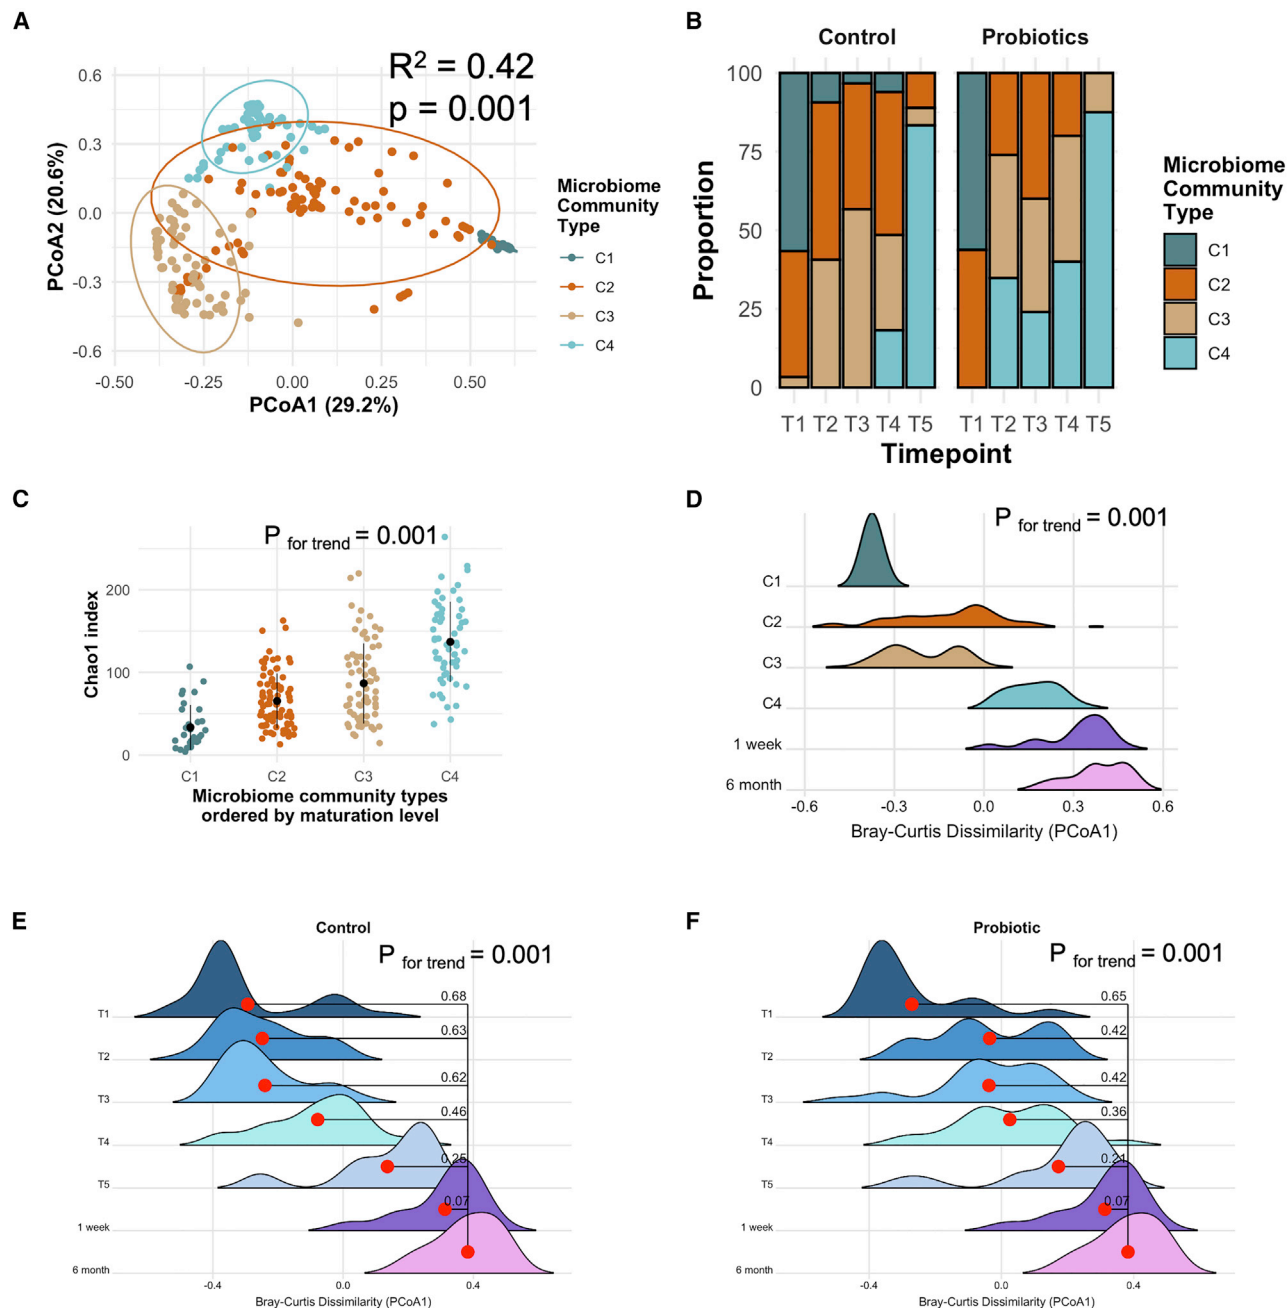 A
R2 = 0.42
p = 0.001
0.6
0.3
0.0
-0.3
-0.6
PCoA2 (20.6%)
-0.50
-0.25
0.00
0.25
0.50
PCoA1 (29.2%)
Microbiome
Community
Type
C1
C2
C3
C4
B
Control
Probiotics
100
75
50
25
0
Proportion
T1 T2 T3 T4 T5
T1 T2 T3 T4 T5
Timepoint
Microbiome
Community
Type
C1
C2
C3
C4
C
P for trend = 0.001
200
100
0
Chao1 index
C1
C2
C3
C4
Microbiome community types
ordered by maturation level
D
P for trend = 0.001
C1
C2
C3
C4
1 week
6 month
-0.6
-0.3
0.0
0.3
0.6
Bray-Curtis Dissimilarity (PCoA1)
E
Control
P for trend = 0.001
0.68
T1
0.63
T2
0.62
T3
0.46
T4
0.25
T5
0.07
1 week
6 month
-0.4
0.0
0.4
Bray-Curtis Dissimilarity (PCoA1)
F
Probiotic
P for trend = 0.001
0.65
T1
0.42
T2
0.42
T3
0.36
T4
0.21
T5
0.07
1 week
6 month
-0.4
0.0
0.4
Bray-Curtis Dissimilarity (PCoA1)